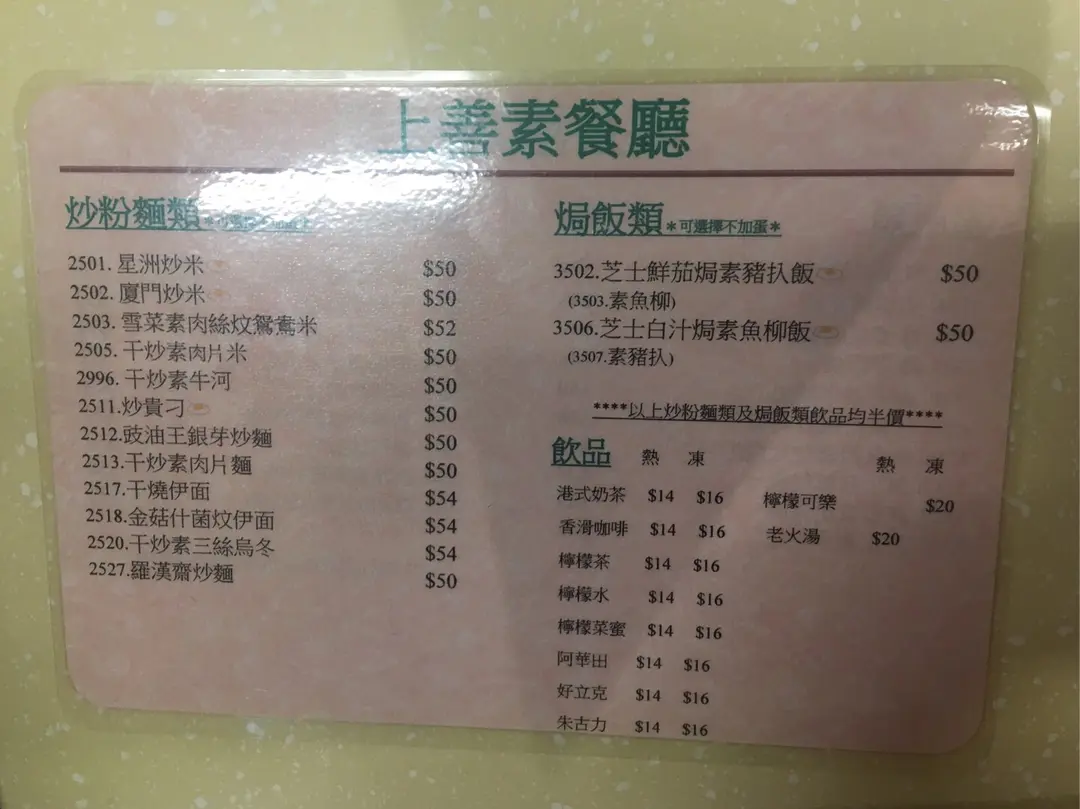 上善素餐廳
炒粉麵類
2501. 星洲炒米 $50
2502. 廈門炒米 $50
2503. 雪菜素肉絲炆鴛鴦米 $52
2505. 干炒素肉片米 $50
2996. 干炒素牛河 $50
2511.炒貴刁 $50
2512.豉油王銀芽炒麵 $50
2513.干炒素肉片麵 $50
2517.干燒伊面 $54
2518.金菇什菌炆伊面 $54
2520.干炒素三絲烏冬 $54
2527.羅漢齋炒麵 $50
焗飯類*可選擇不加蛋*
3502.芝士鮮茄焗素豬扒飯 $50
(3503.素魚柳)
3506.芝士白汁焗素魚柳飯 $50
(3507.素豬扒)
****以上炒粉麵類及焗飯類飲品均半價****
飲品 熱 凍
港式奶茶 $14 $16
香滑咖啡 $14 $16
檸檬茶 $14 $16
檸檬水 $14 $16
檸檬菜蜜 $14 $16
阿華田 $14 $16
好立克 $14 $16
朱古力 $14 $16
熱 凍
檸檬可樂 $20
老火湯 $20